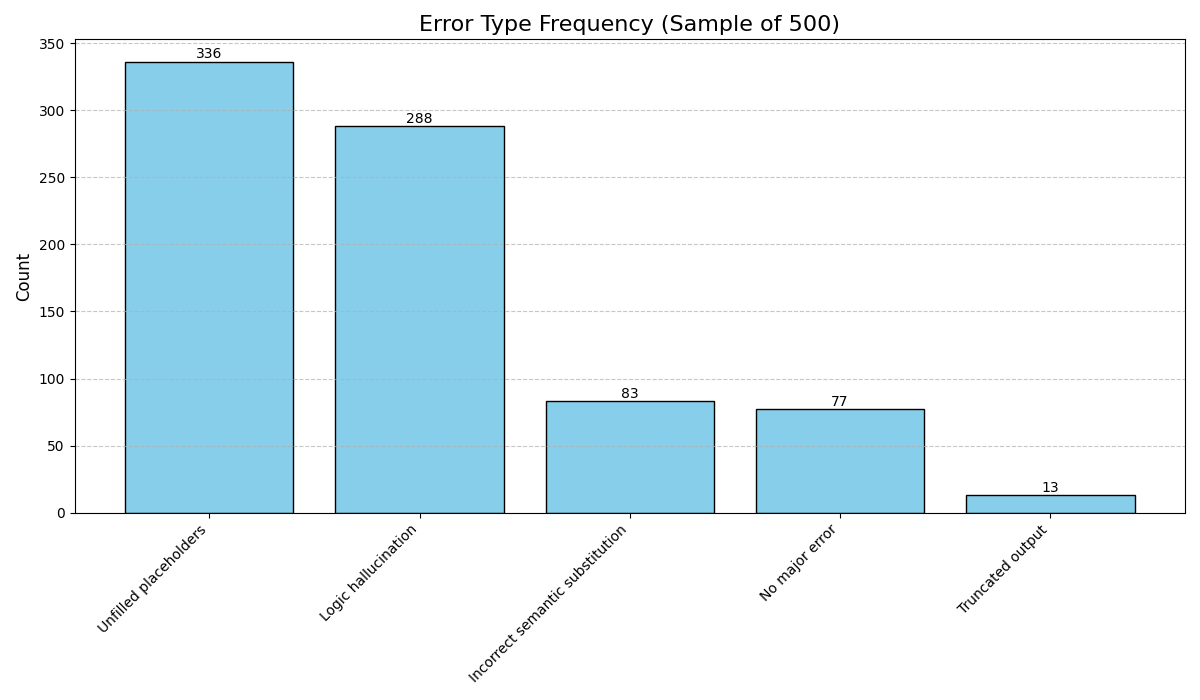 Error Type Frequency (Sample of 500)
Count
350
300
250
200
150
100
50
0
336
288
83
77
13
Unfilled placeholders
Logic hallucination
Incorrect semantic substitution
No major error
Truncated output